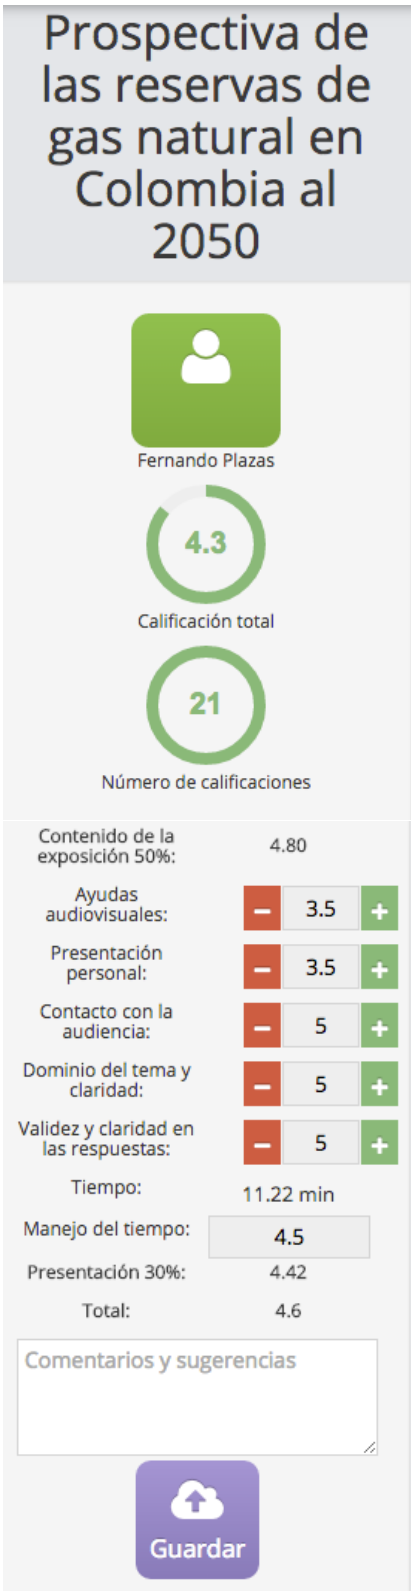 Prospectiva de
las reservas de
gas natural en
Colombia al
2050
Fernando Plazas
4.3
Calificación total
21
Número de calificaciones
Contenido de la
exposición 50%:
4.80
Ayudas
audiovisuales:
− 3.5 +
Presentación
personal:
− 3.5 +
Contacto con la
audiencia:
− 5 +
Dominio del tema y
claridad:
− 5 +
Validez y claridad en
las respuestas:
− 5 +
Tiempo: 11.22 min
Manejo del tiempo: 4.5
Presentación 30%: 4.42
Total: 4.6
Comentarios y sugerencias
Guardar